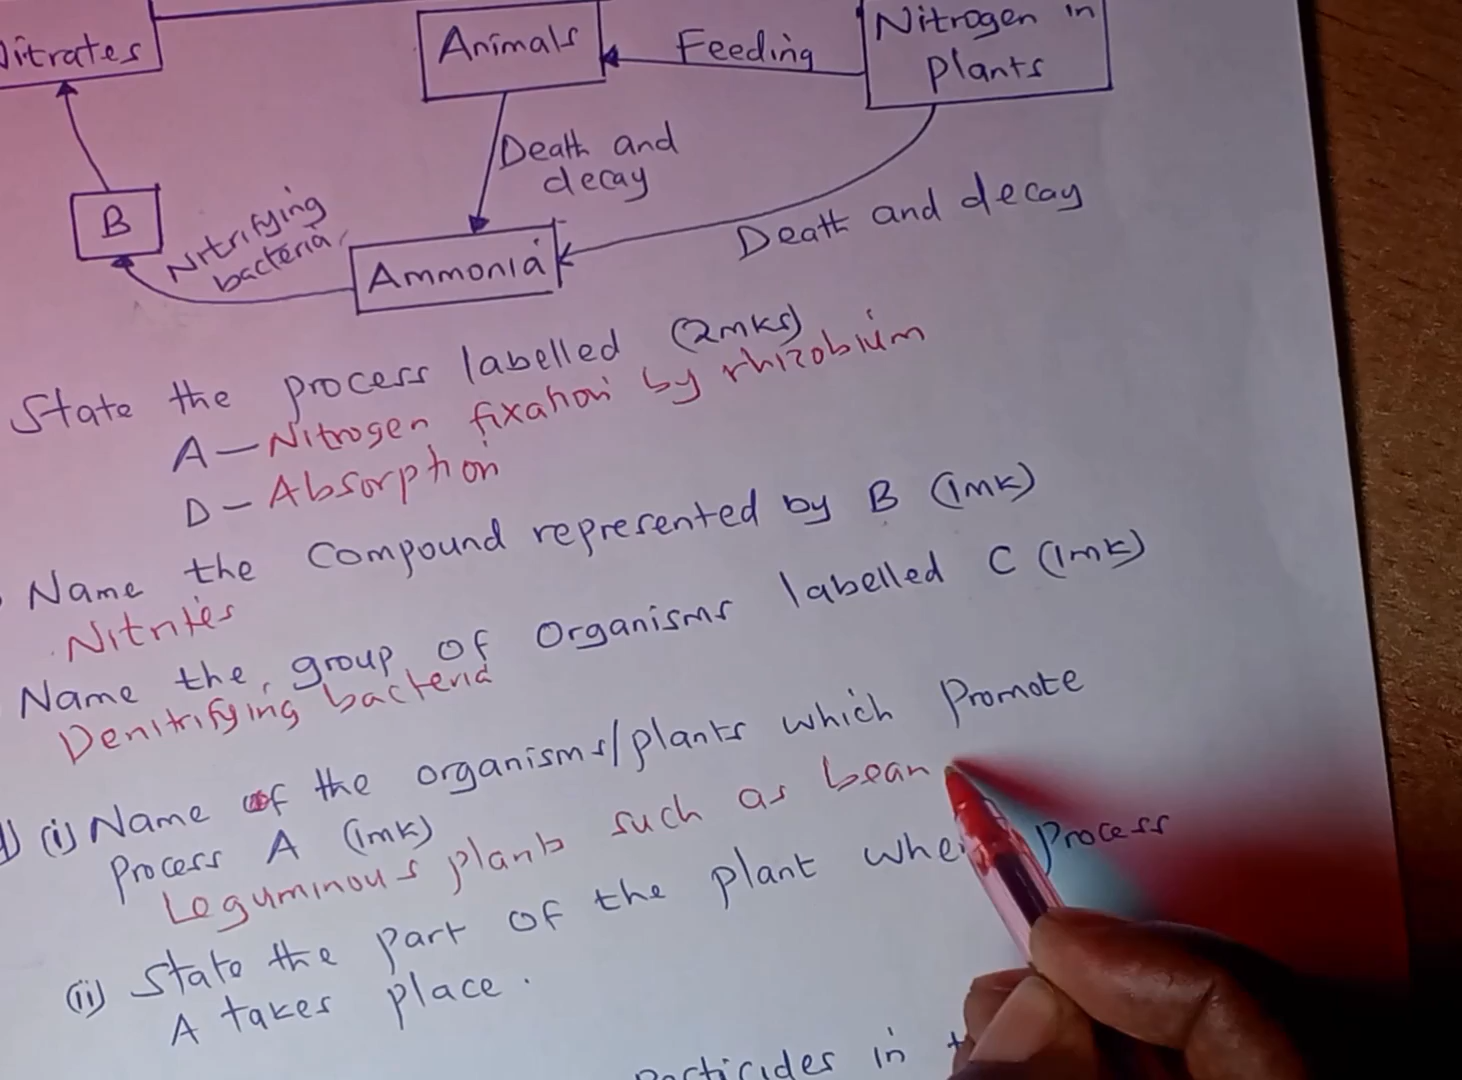 Nitrates
Animals
Feeding
Nitrogen in
plants
Death and
decay
B
Nitrifying
bacteria
Ammonia
Death and decay
State the process labelled (2mks)
A - Nitrogen fixation by rhizobium
D - Absorption
Name the compound represented by B (1mk)
Nitrites
Name the group of organisms labelled C (1mk)
Denitrifying bacteria
(i) Name of the organisms/plants which promote
process A (1mk)
Leguminous plants such as bean
(ii) State the part of the plant whe process
A takes place.
Pesticides in